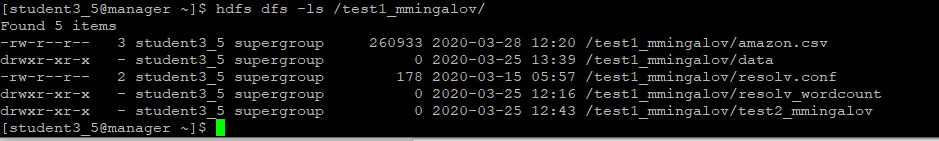 [student3_5@manager ~]$ hdfs dfs -ls /test1_mmingalov/
Found 5 items
-rw-r--r--   3 student3_5 supergroup     260933 2020-03-28 12:20 /test1_mmingalov/amazon.csv
drwxr-xr-x   - student3_5 supergroup          0 2020-03-25 13:39 /test1_mmingalov/data
-rw-r--r--   2 student3_5 supergroup        178 2020-03-15 05:57 /test1_mmingalov/resolv.conf
drwxr-xr-x   - student3_5 supergroup          0 2020-03-25 12:16 /test1_mmingalov/resolv_wordcount
drwxr-xr-x   - student3_5 supergroup          0 2020-03-25 12:43 /test1_mmingalov/test2_mmingalov
[student3_5@manager ~]$